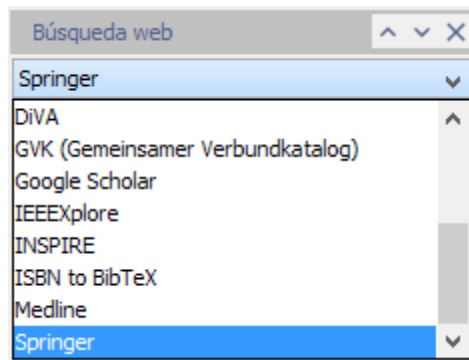 Búsqueda web
Springer
DiVA
GVK (Gemeinsamer Verbundkatalog)
Google Scholar
IEEEXplore
INSPIRE
ISBN to BibTeX
Medline
Springer